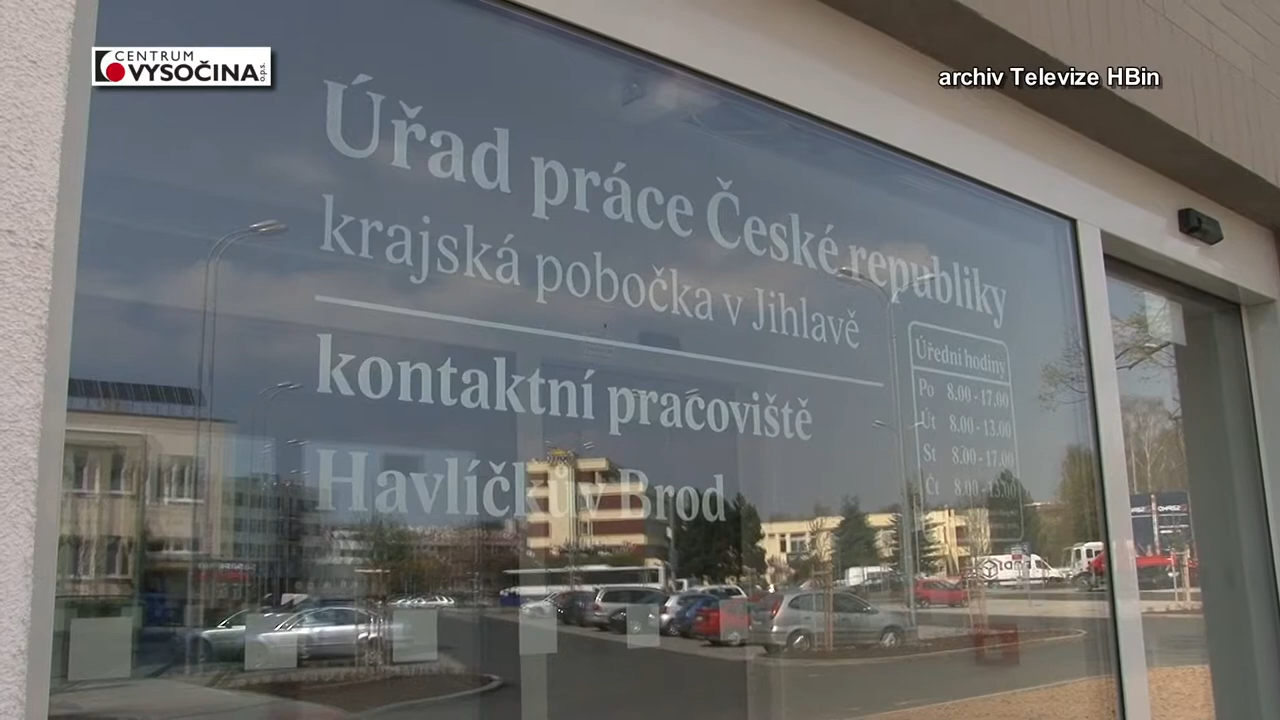 CENTRUM
VYSOČINA o.p.s.
archiv Televize HBin
Úřad práce České republiky
krajská pobočka v Jihlavě
kontaktní pracoviště
Havlíčkův Brod
Úřední hodiny
Po 8.00 - 17.00
Út 8.00 - 13.00
St 8.00 - 17.00
Čt 8.00 - 13.00